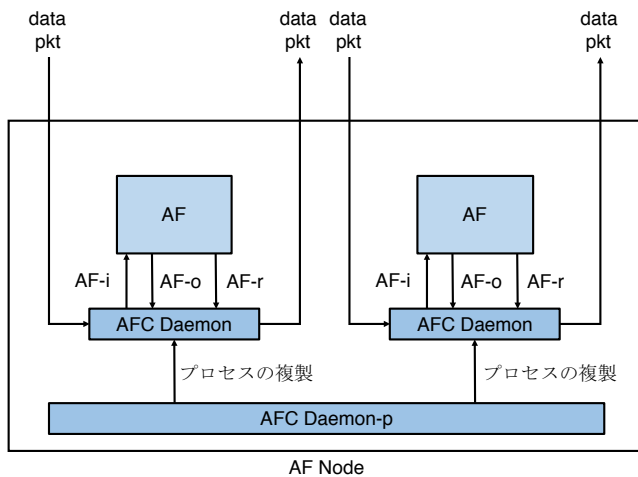 data pkt
data pkt
data pkt
data pkt
AF
AF
AF-i
AF-o
AF-r
AF-i
AF-o
AF-r
AFC Daemon
AFC Daemon
プロセスの複製
プロセスの複製
AFC Daemon-p
AF Node